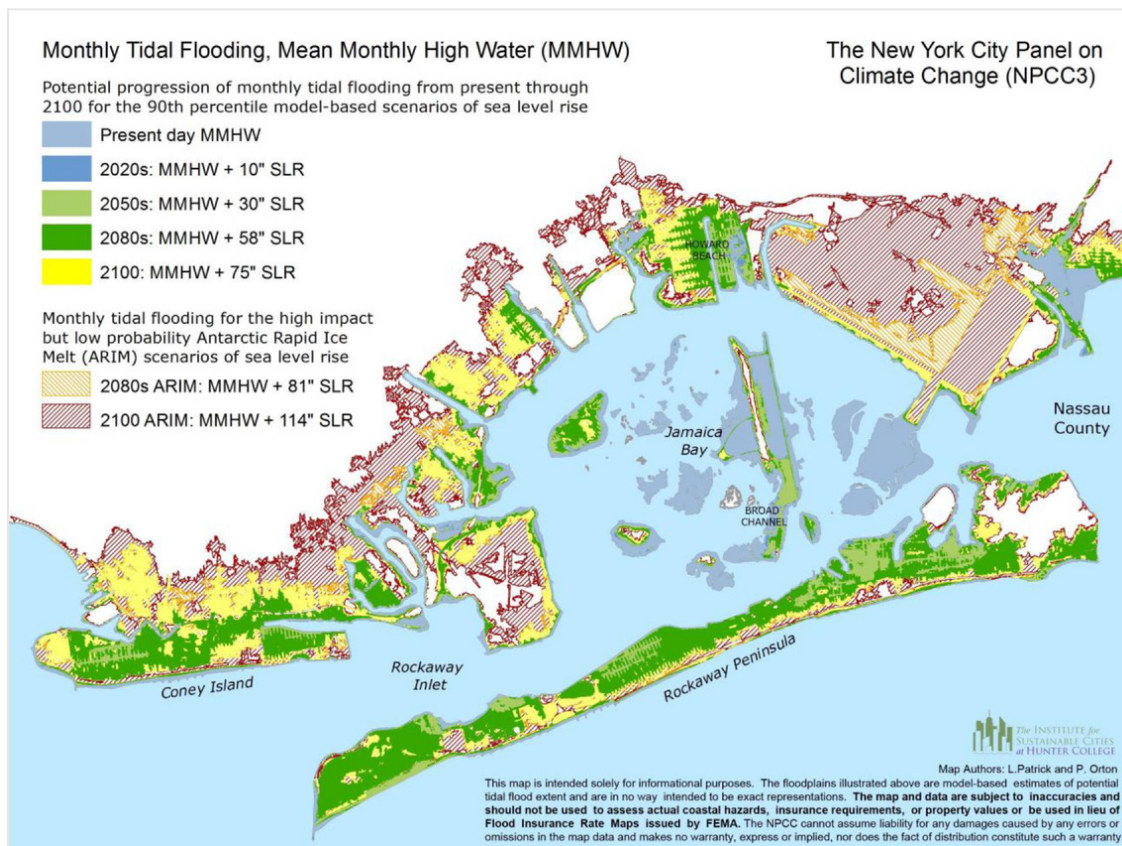 Monthly Tidal Flooding, Mean Monthly High Water (MMHW)
The New York City Panel on
Climate Change (NPCC3)
Potential progression of monthly tidal flooding from present through
2100 for the 90th percentile model-based scenarios of sea level rise
Present day MMHW
2020s: MMHW + 10" SLR
2050s: MMHW + 30" SLR
2080s: MMHW + 58" SLR
2100: MMHW + 75" SLR
Monthly tidal flooding for the high impact
but low probability Antarctic Rapid Ice
Melt (ARIM) scenarios of sea level rise
2080s ARIM: MMHW + 81" SLR
2100 ARIM: MMHW + 114" SLR
HOWARD
BEACH
Nassau
County
Jamaica
Bay
BROAD
CHANNEL
Rockaway
Inlet
Coney Island
Rockaway Peninsula
The INSTITUTE for
SUSTAINABLE CITIES
at HUNTER COLLEGE
Map Authors: L.Patrick and P. Orton
This map is intended solely for informational purposes. The floodplains illustrated above are model-based estimates of potential
tidal flood extent and are in no way intended to be exact representations. The map and data are subject to inaccuracies and
should not be used to assess actual coastal hazards, insurance requirements, or property values or be used in lieu of
Flood Insurance Rate Maps issued by FEMA. The NPCC cannot assume liability for any damages caused by any errors or
omissions in the map data and makes no warranty, express or implied, nor does the fact of distribution constitute such a warranty